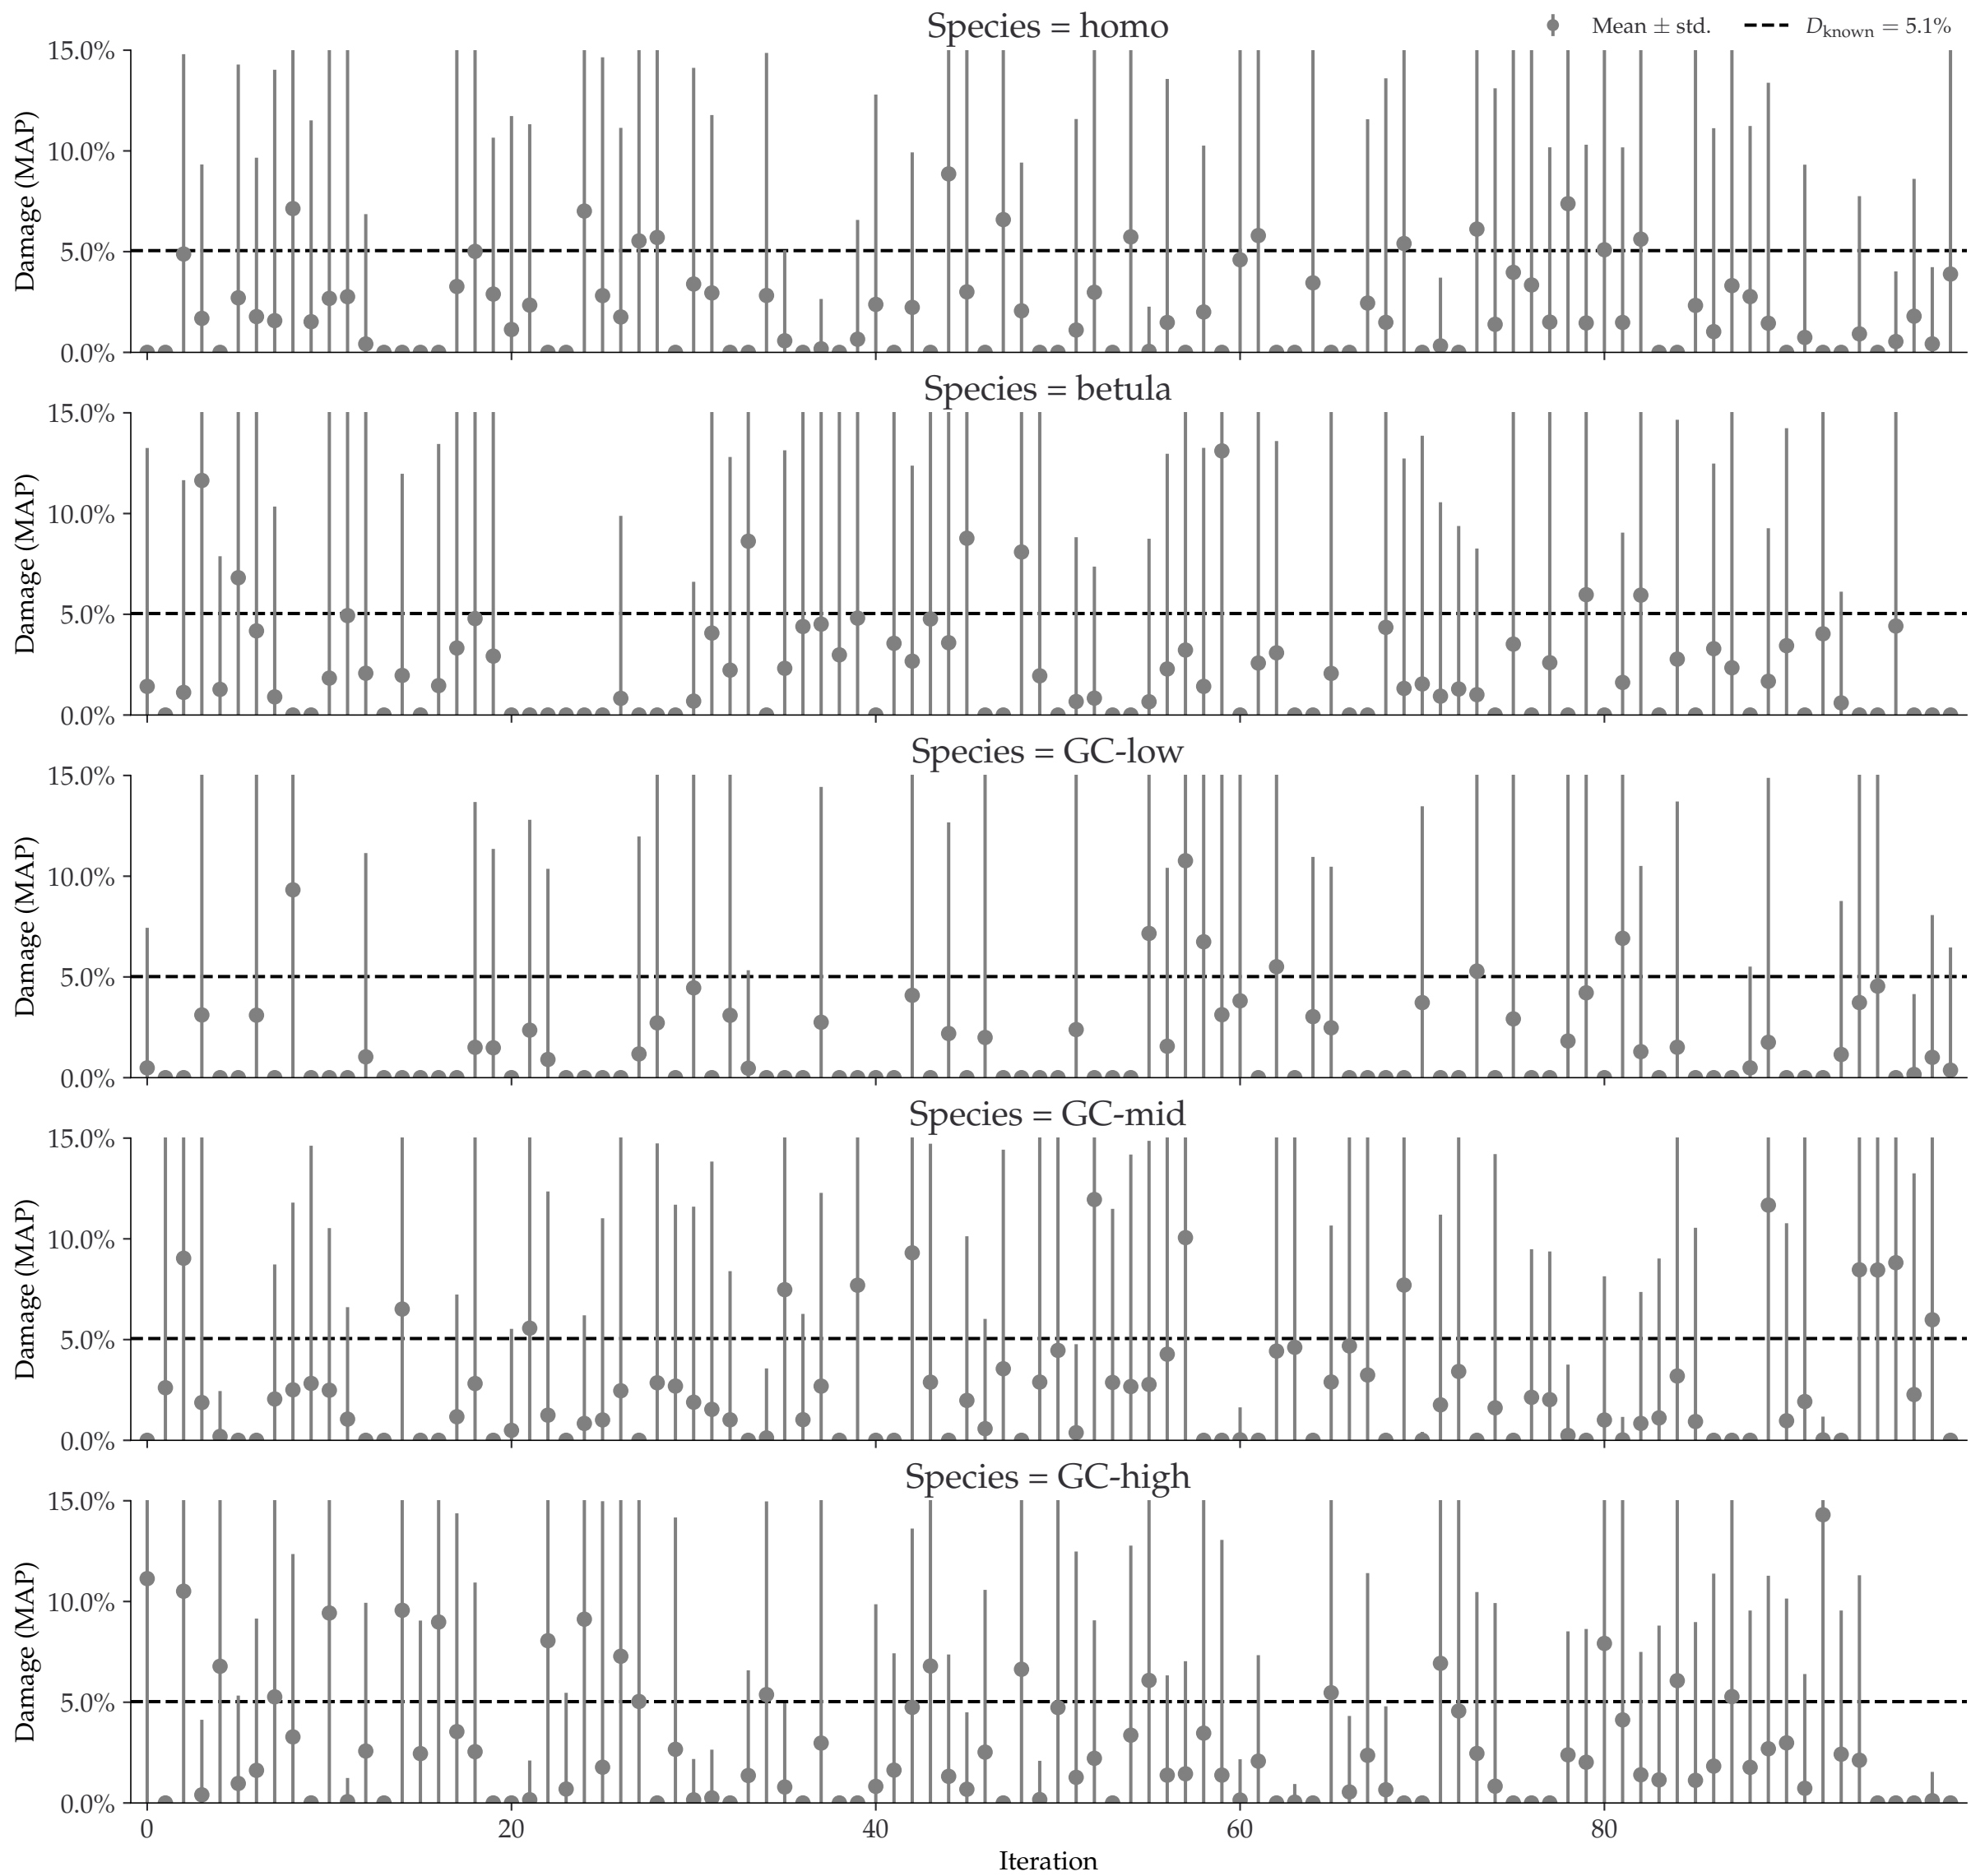 Species = homo
Mean ± std.
D_known = 5.1%
15.0%
10.0%
5.0%
0.0%
Damage (MAP)
Species = betula
15.0%
10.0%
5.0%
0.0%
Damage (MAP)
Species = GC-low
15.0%
10.0%
5.0%
0.0%
Damage (MAP)
Species = GC-mid
15.0%
10.0%
5.0%
0.0%
Damage (MAP)
Species = GC-high
15.0%
10.0%
5.0%
0.0%
Damage (MAP)
0 20 40 60 80
Iteration